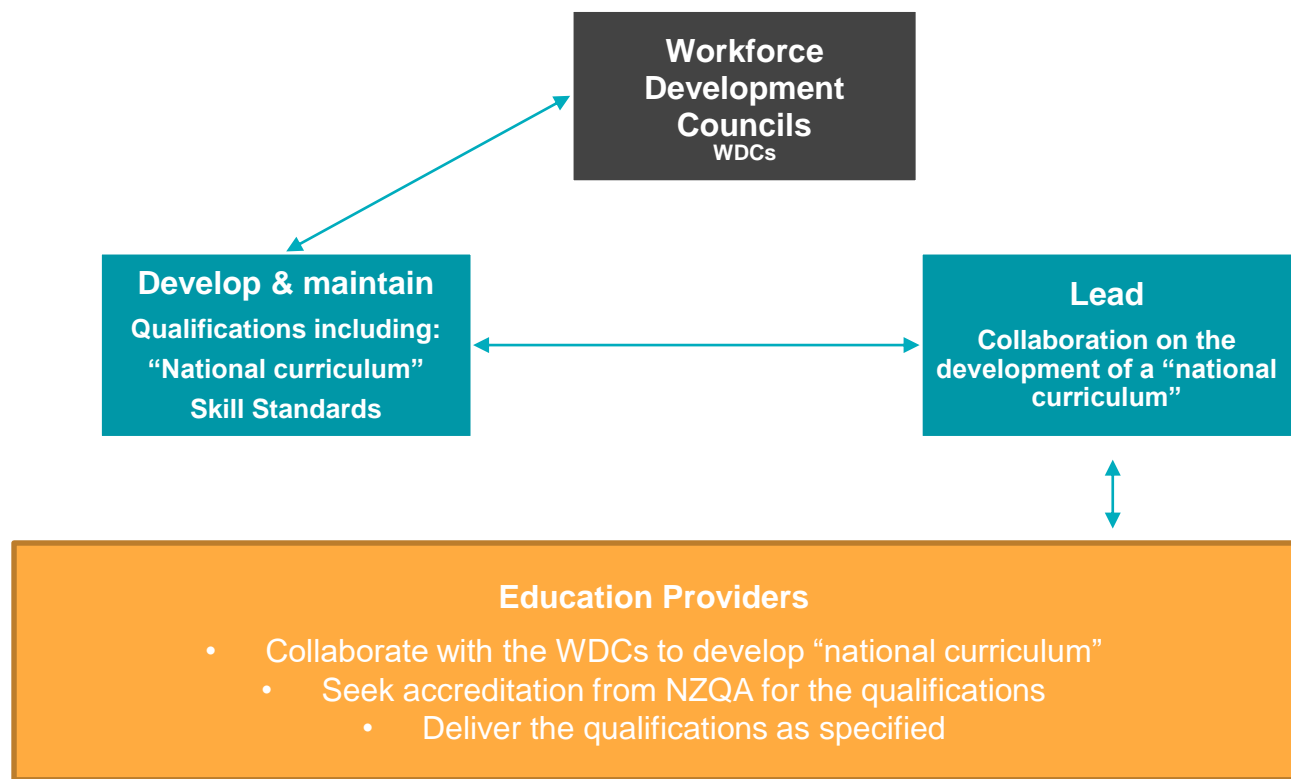 Workforce
Development
Councils
WDCs
Develop & maintain
Qualifications including:
“National curriculum”
Skill Standards
Lead
Collaboration on the
development of a “national
curriculum”
Education Providers
• Collaborate with the WDCs to develop “national curriculum”
• Seek accreditation from NZQA for the qualifications
• Deliver the qualifications as specified